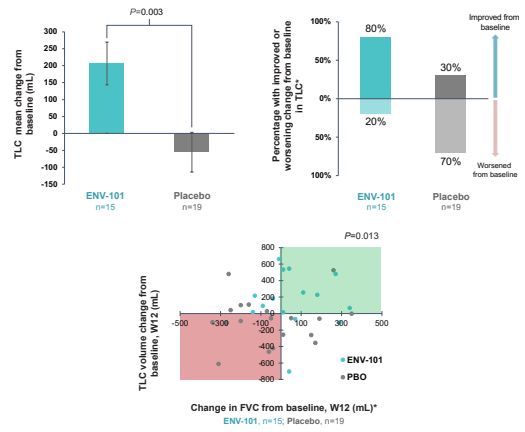 P=0.003
TLC mean change from
baseline (mL)
300
250
200
150
100
50
0
-50
-100
-150
ENV-101
n=15
Placebo
n=19
Percentage with improved or
worsening change from baseline
in TLC*
100%
50%
0%
50%
100%
80%
20%
30%
70%
Improved from
baseline
Worsened
from baseline
ENV-101
n=15
Placebo
n=19
P=0.013
TLC volume change from
baseline, W12 (mL)
800
600
400
200
0
-200
-400
-600
-800
-500
-300
-100
100
300
500
ENV-101
PBO
Change in FVC from baseline, W12 (mL)*
ENV-101, n=15; Placebo, n=19